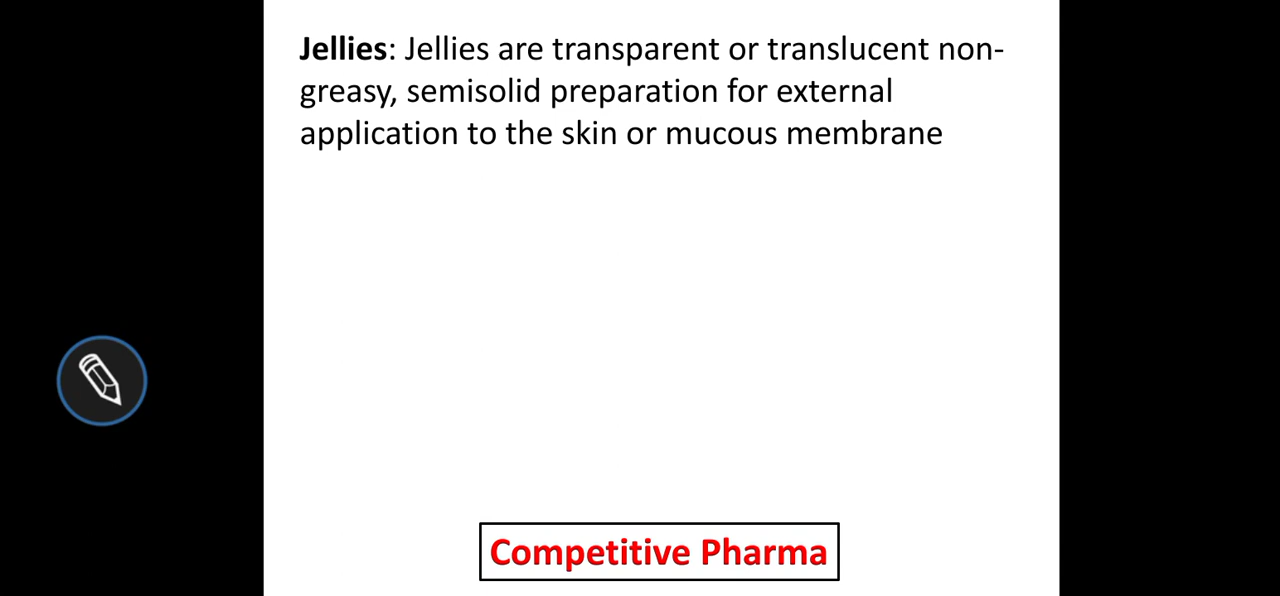 Jellies: Jellies are transparent or translucent non-
greasy, semisolid preparation for external
application to the skin or mucous membrane
Competitive Pharma